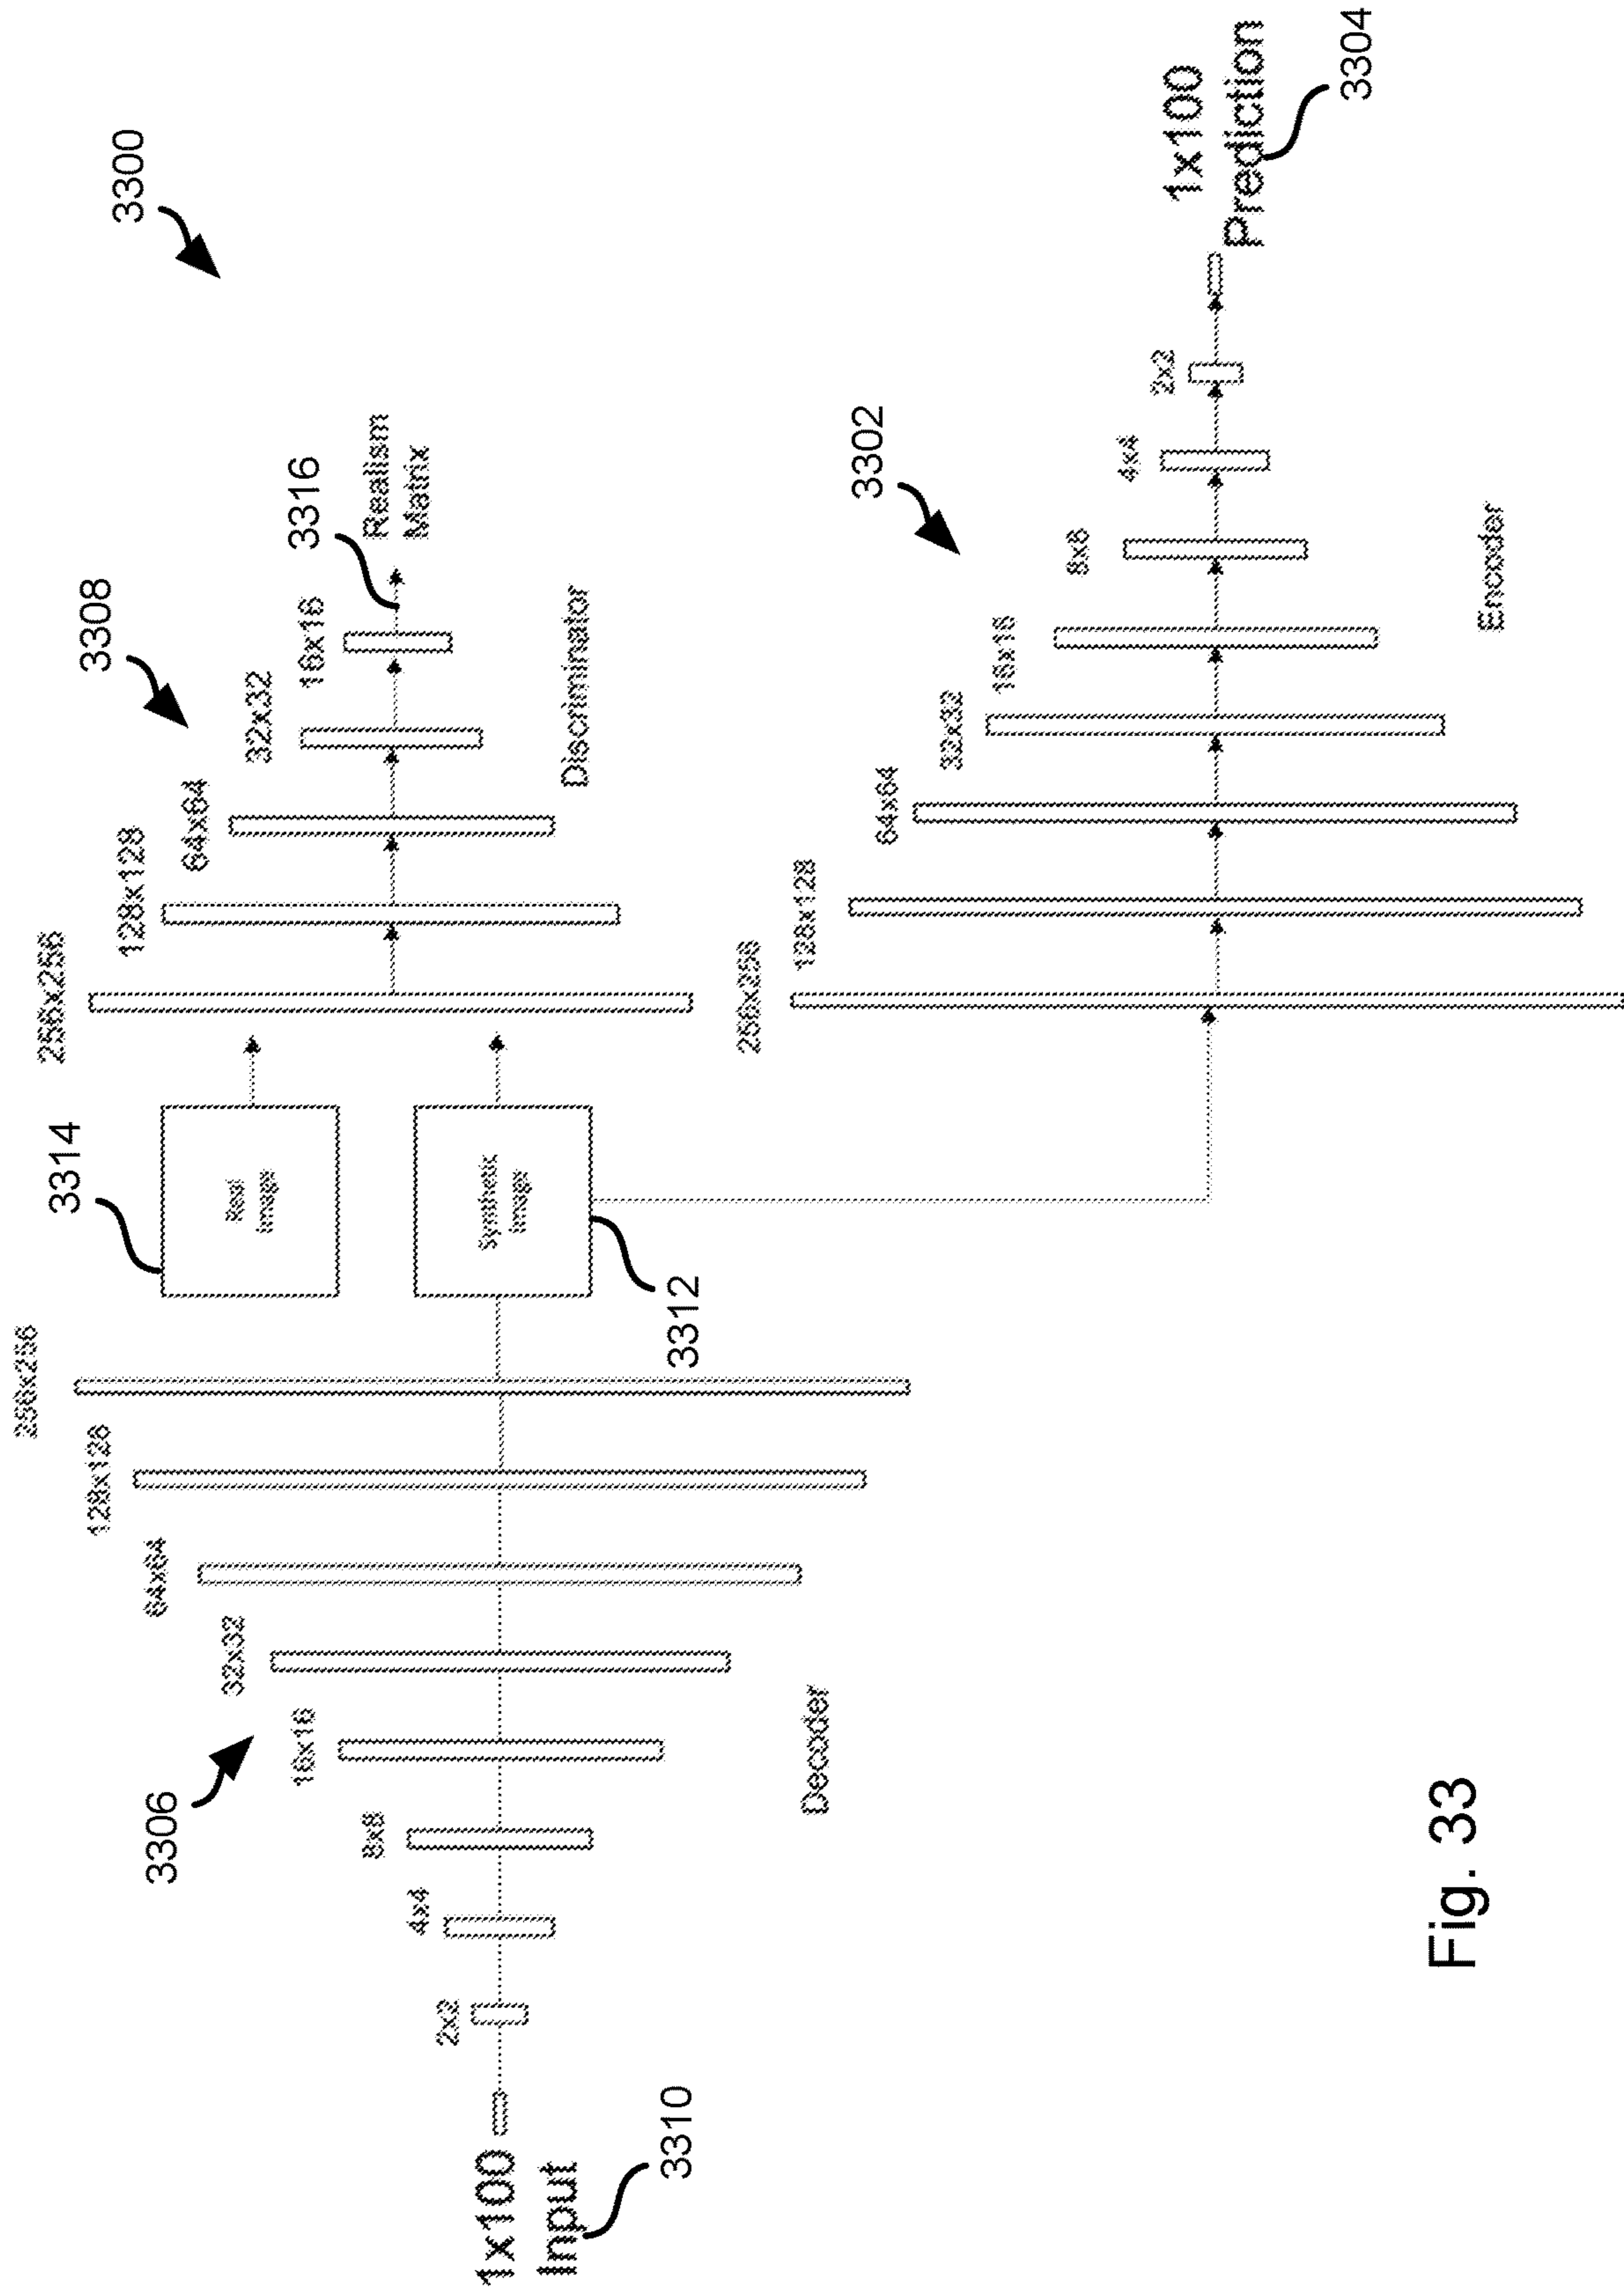 3300
3308
3316
256x256
128x128
64x64
32x32
16x16
Realism
Matrix
Discriminator
3314
Real
Image
Synthetic
Image
3312
3306
1x100
Input
3310
2x2
4x4
8x8
16x16
32x32
64x64
128x128
256x256
Decoder
3302
256x256
128x128
64x64
32x32
16x16
8x8
4x4
2x2
1x100
Prediction
3304
Encoder
Fig. 33